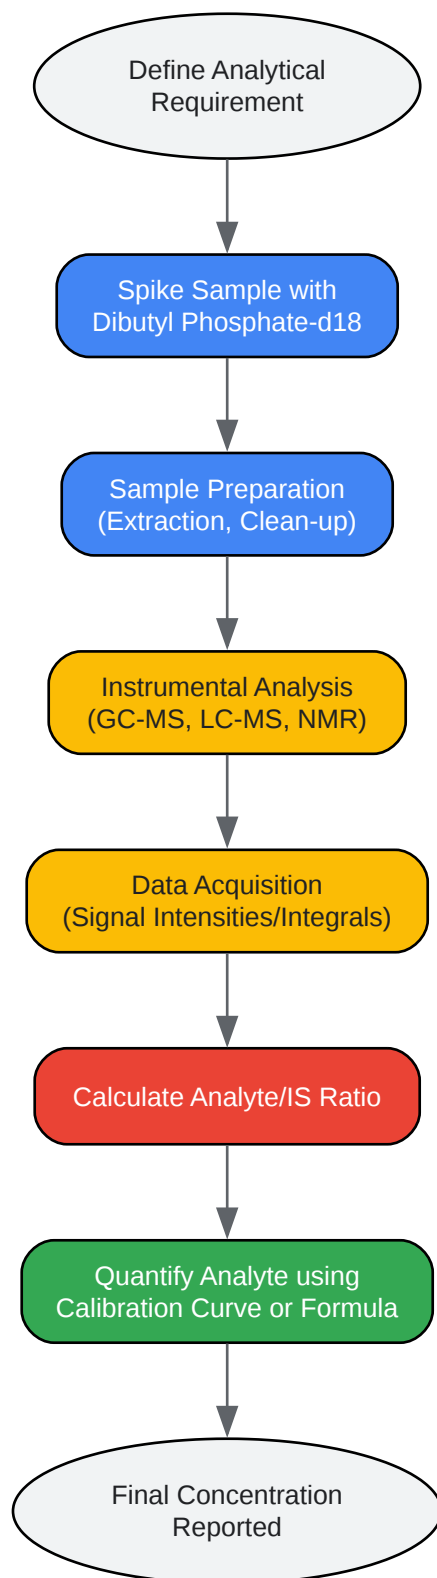 Define Analytical
Requirement
Spike Sample with
Dibutyl Phosphate-d18
Sample Preparation
(Extraction, Clean-up)
Instrumental Analysis
(GC-MS, LC-MS, NMR)
Data Acquisition
(Signal Intensities/Integrals)
Calculate Analyte/IS Ratio
Quantify Analyte using
Calibration Curve or Formula
Final Concentration
Reported